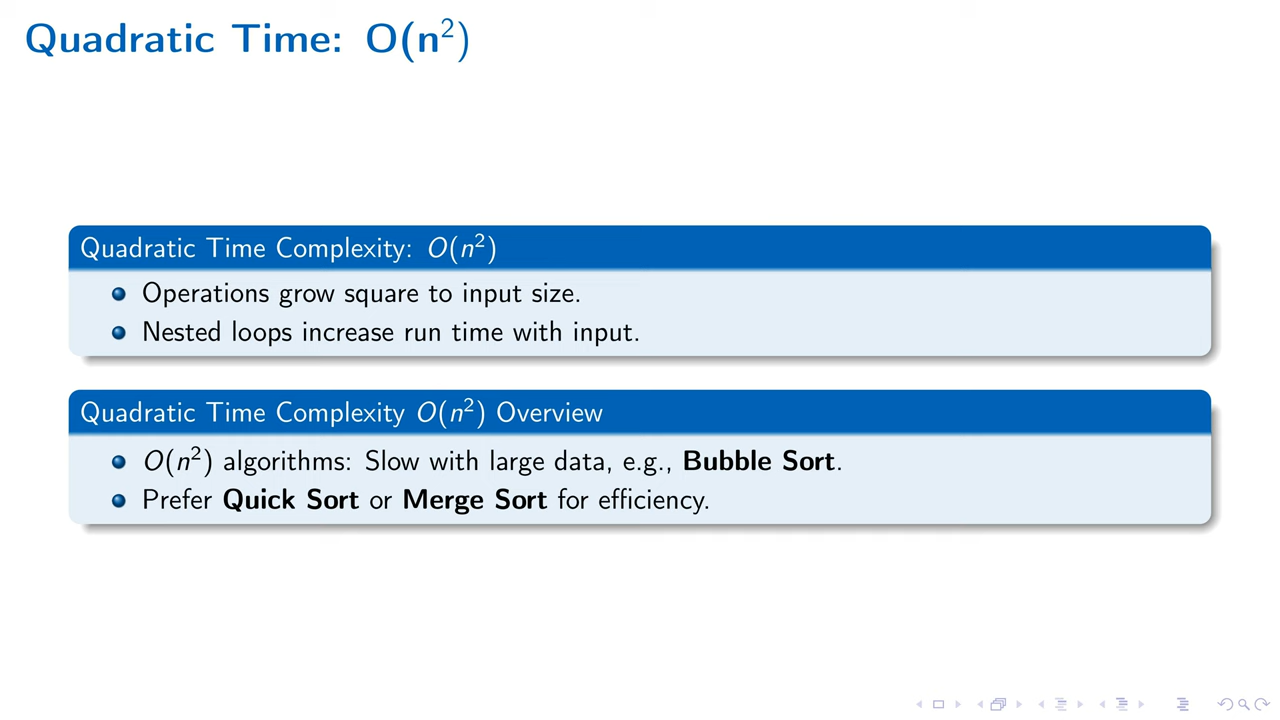 Quadratic Time: O(n²)
Quadratic Time Complexity: O(n²)
Operations grow square to input size.
Nested loops increase run time with input.
Quadratic Time Complexity O(n²) Overview
O(n²) algorithms: Slow with large data, e.g., Bubble Sort.
Prefer Quick Sort or Merge Sort for efficiency.